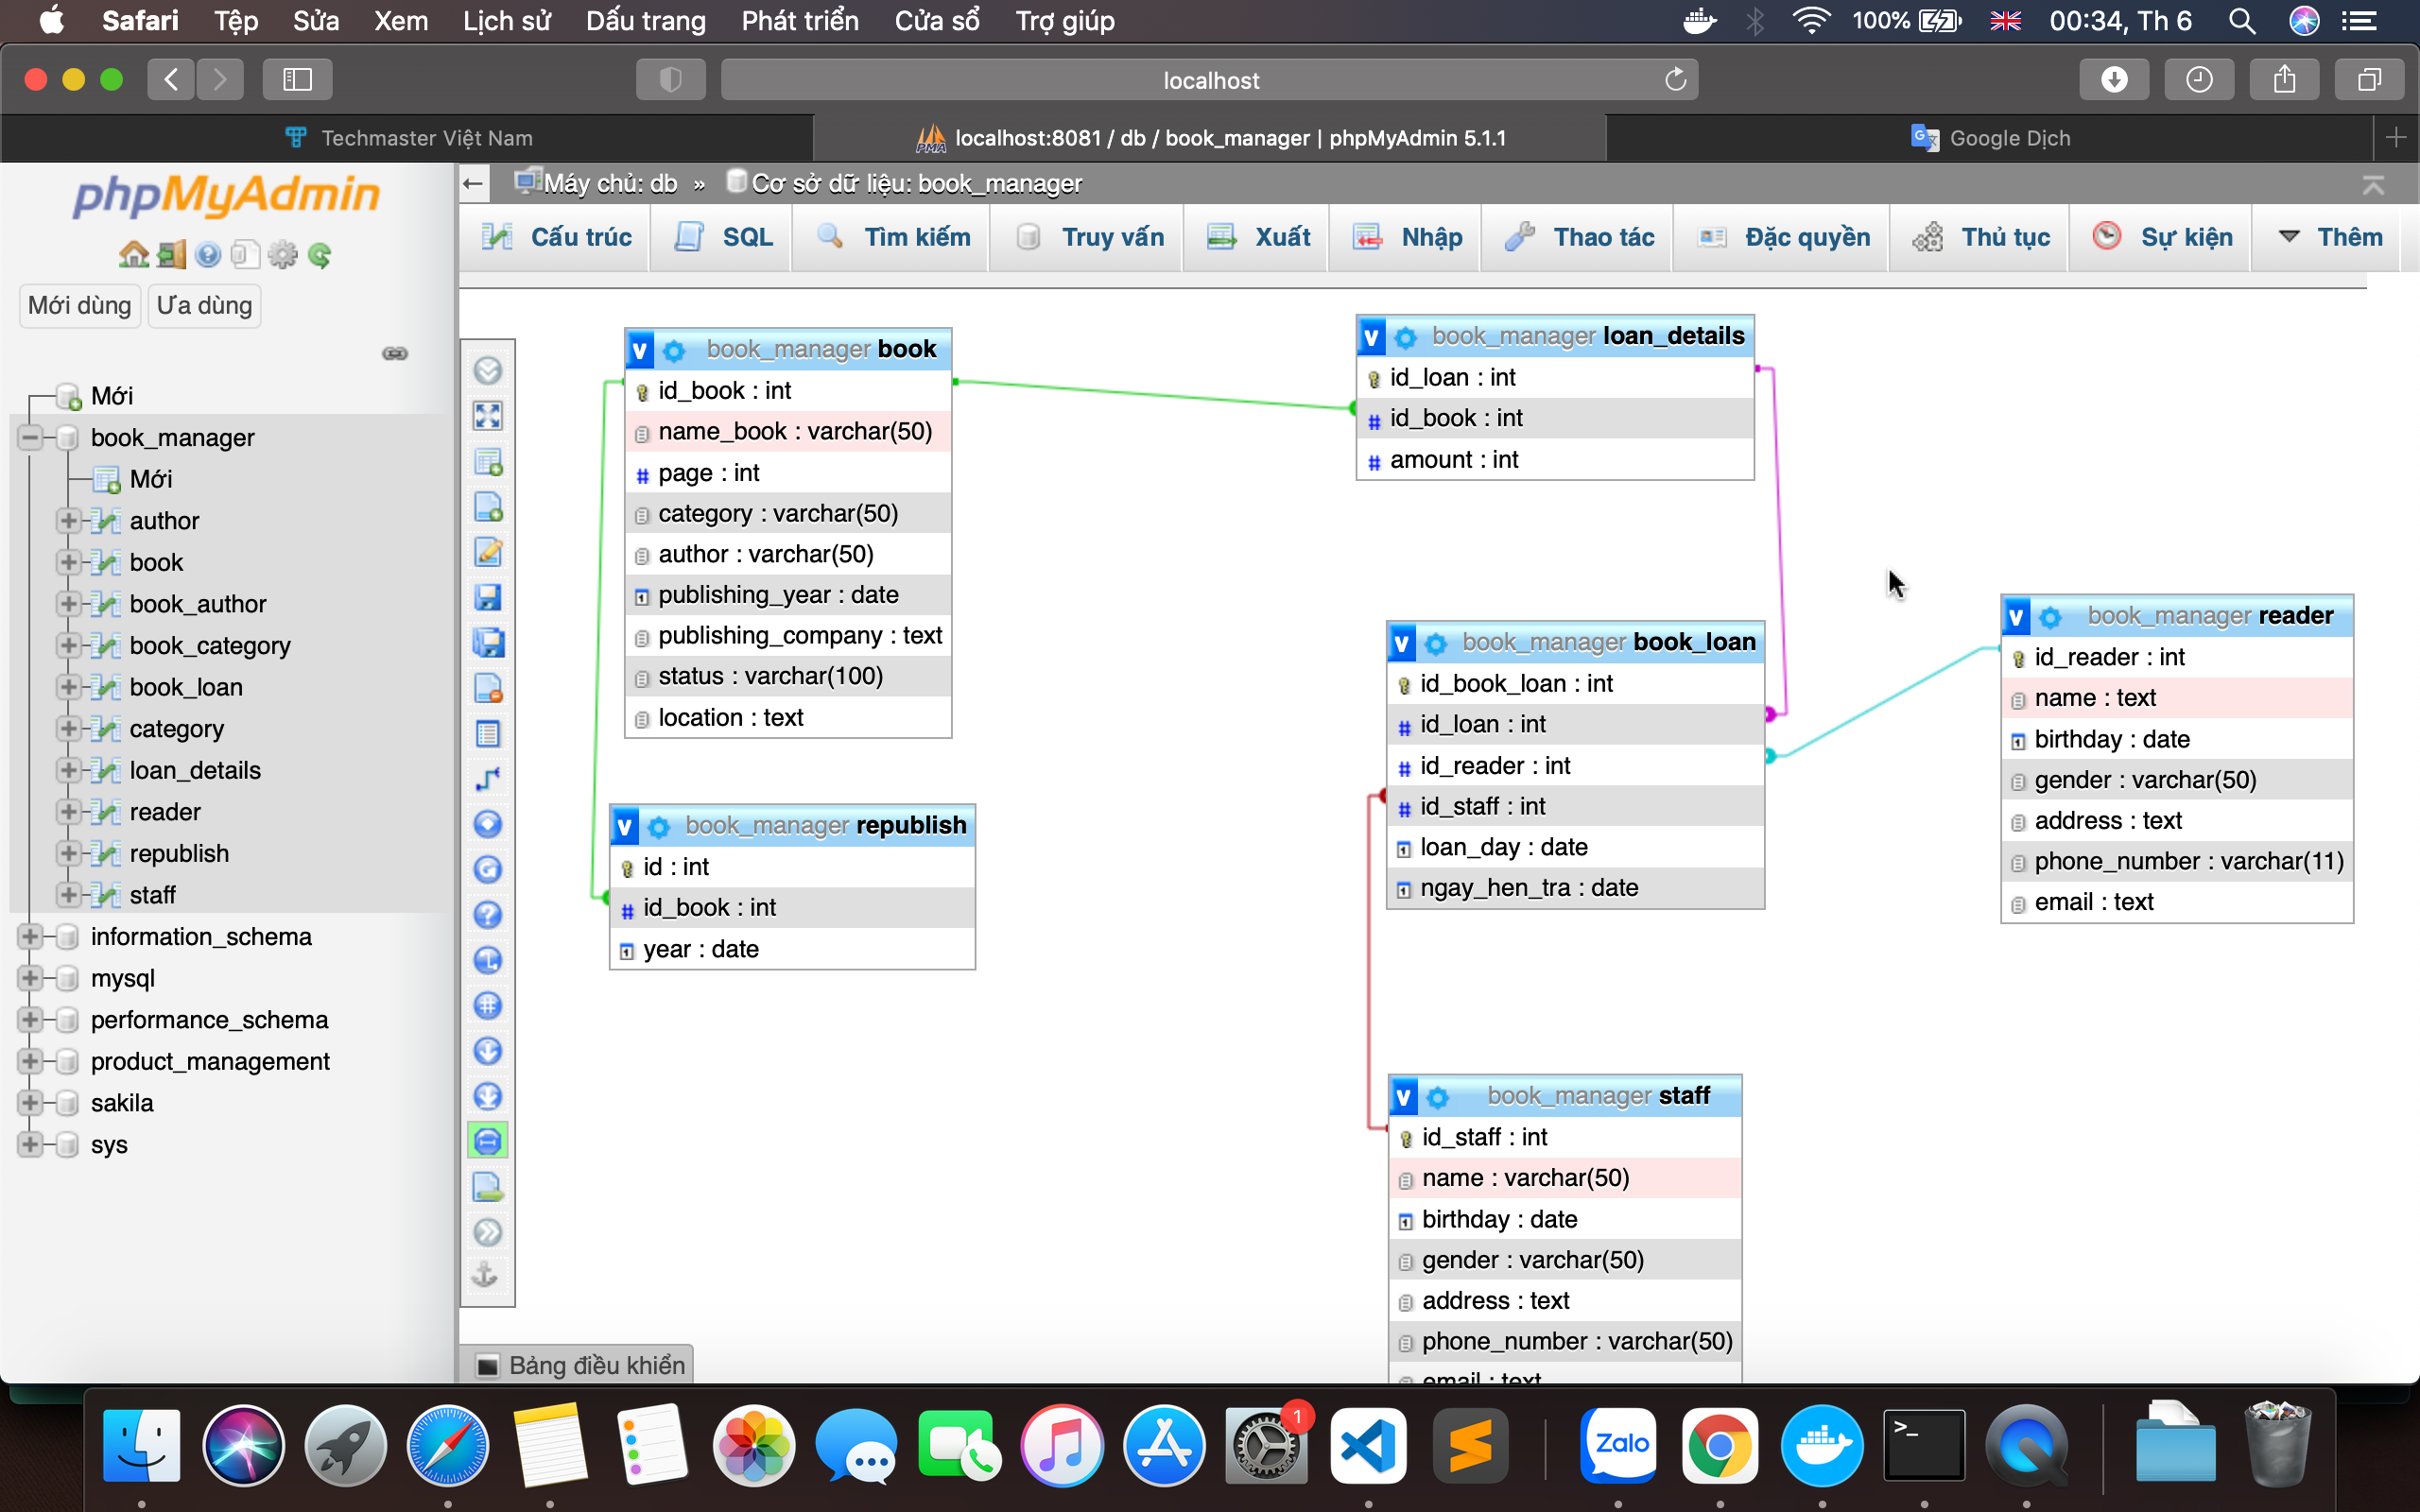 Safari Tệp Sửa Xem Lịch sử Dấu trang Phát triển Cửa sổ Trợ giúp 100% 00:34, Th 6
localhost
Techmaster Việt Nam
localhost:8081 / db / book_manager | phpMyAdmin 5.1.1
Google Dịch
phpMyAdmin
Mới dùng Ưa dùng
Mới
book_manager
Mới
author
book
book_author
book_category
book_loan
category
loan_details
reader
republish
staff
information_schema
mysql
performance_schema
product_management
sakila
sys
Máy chủ: db » Cơ sở dữ liệu: book_manager
Cấu trúc SQL Tìm kiếm Truy vấn Xuất Nhập Thao tác Đặc quyền Thủ tục Sự kiện Thêm
v book_manager book
id_book : int
name_book : varchar(50)
# page : int
category : varchar(50)
author : varchar(50)
publishing_year : date
publishing_company : text
status : varchar(100)
location : text
v book_manager republish
id : int
# id_book : int
year : date
v book_manager loan_details
id_loan : int
# id_book : int
# amount : int
v book_manager book_loan
id_book_loan : int
# id_loan : int
# id_reader : int
# id_staff : int
loan_day : date
ngay_hen_tra : date
v book_manager reader
id_reader : int
name : text
birthday : date
gender : varchar(50)
address : text
phone_number : varchar(11)
email : text
v book_manager staff
id_staff : int
name : varchar(50)
birthday : date
gender : varchar(50)
address : text
phone_number : varchar(50)
email : text
Bảng điều khiển
1
Zalo